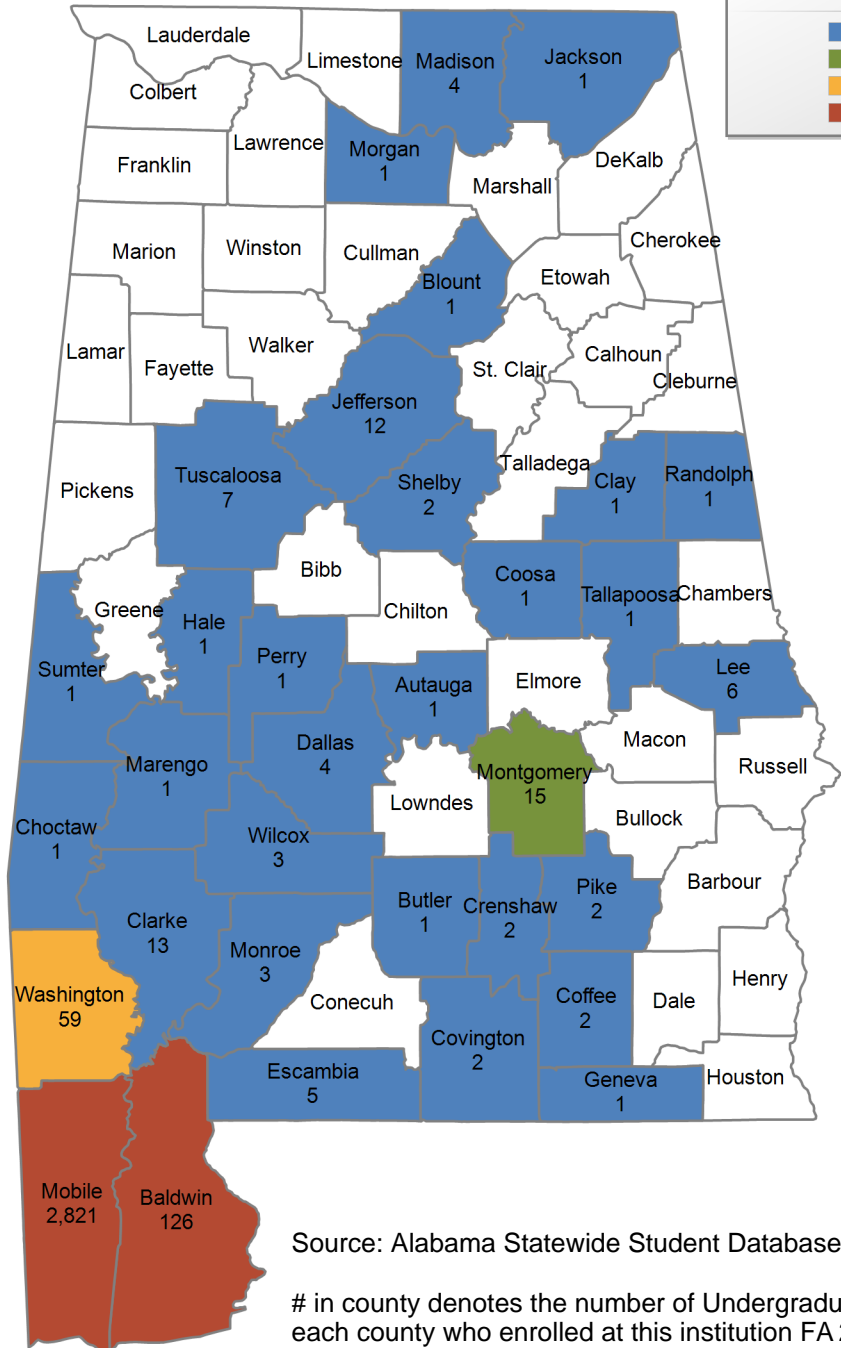 Lauderdale
Limestone
Madison
4
Jackson
1
Colbert
Lawrence
Franklin
Morgan
1
Marshall
DeKalb
Marion
Winston
Cullman
Cherokee
Blount
1
Etowah
Lamar
Fayette
Walker
St. Clair
Calhoun
Cleburne
Jefferson
12
Pickens
Tuscaloosa
7
Shelby
2
Talladega
Clay
1
Randolph
1
Bibb
Chilton
Coosa
1
Tallapoosa
1
Chambers
Greene
Hale
1
Sumter
1
Perry
1
Autauga
1
Elmore
Lee
6
Macon
Russell
Marengo
1
Dallas
4
Lowndes
Montgomery
15
Bullock
Choctaw
1
Wilcox
3
Barbour
Clarke
13
Monroe
3
Butler
1
Crenshaw
2
Pike
2
Washington
59
Conecuh
Covington
2
Coffee
2
Dale
Henry
Escambia
5
Geneva
1
Houston
Mobile
2,821
Baldwin
126
Source: Alabama Statewide Student Database
# in county denotes the number of Undergradu
each county who enrolled at this institution FA